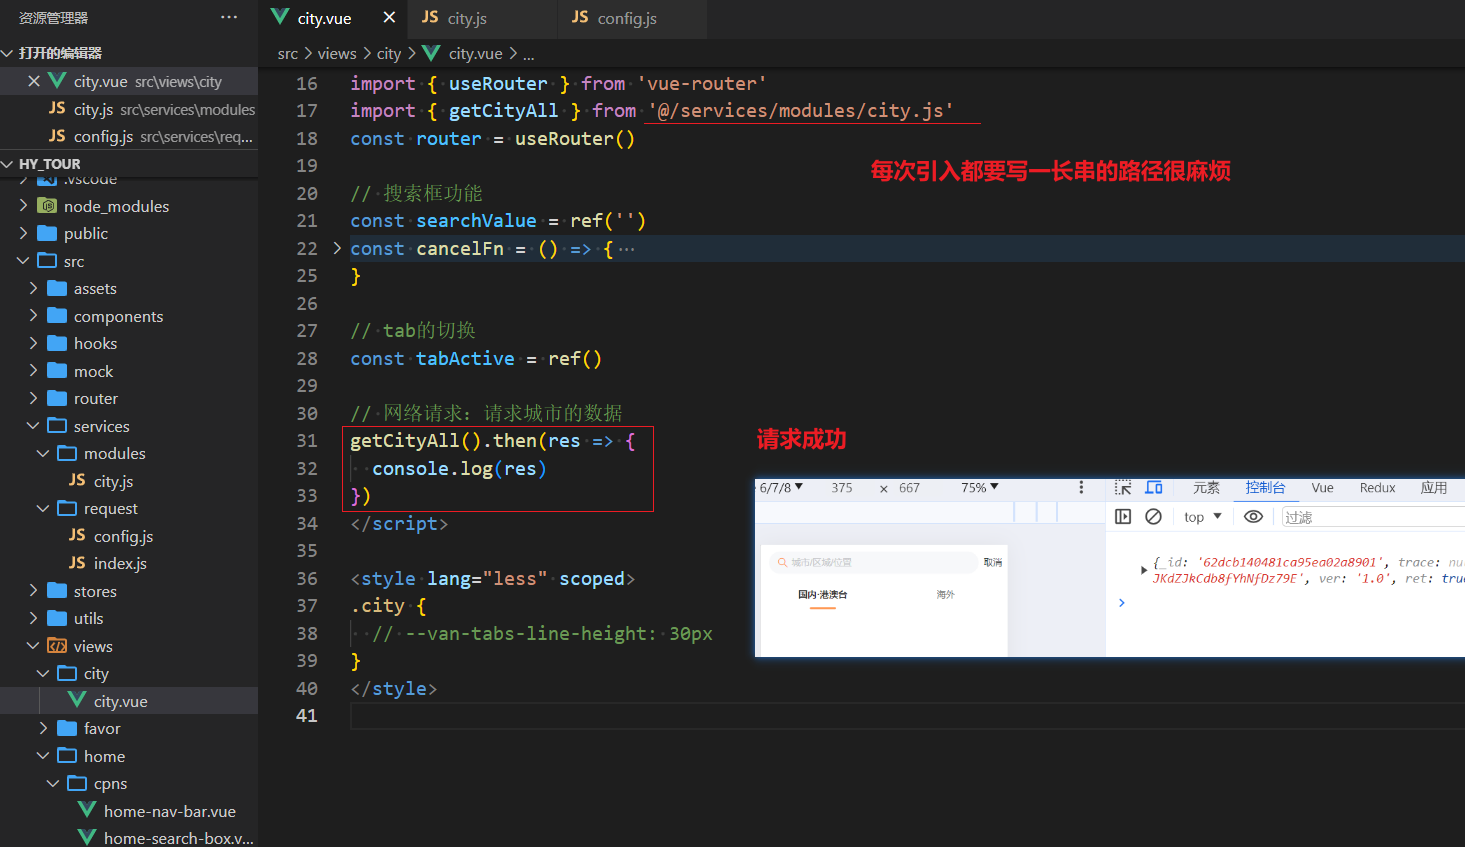 资源管理器
···
打开的编辑器
city.vue src\views\city
JS city.js src\services\modules
JS config.js src\services\req...
HY_TOUR
.vscode
node_modules
public
src
assets
components
hooks
mock
router
services
modules
JS city.js
request
JS config.js
JS index.js
stores
utils
views
city
city.vue
favor
home
cpns
home-nav-bar.vue
home-search-box.v...
city.vue
JS city.js
JS config.js
src > views > city > city.vue > ...
16 import { useRouter } from 'vue-router'
17 import { getCityAll } from '@/services/modules/city.js'
18 const router = useRouter()
19
每次引入都要写一长串的路径很麻烦
20 // 搜索框功能
21 const searchValue = ref('')
22 const cancelFn = () => {···
25 }
26
27 // tab的切换
28 const tabActive = ref()
29
30 // 网络请求: 请求城市的数据
31 getCityAll().then(res => {
32 console.log(res)
33 })
34 </script>
35
36 <style lang="less" scoped>
37 .city {
38 // --van-tabs-line-height: 30px
39 }
40 </style>
41
请求成功
6/7/8 375 × 667 75%
元素 控制台 Vue Redux 应用
top 过滤
城市/区域/位置 取消
国内·港澳台 海外
{_id: '62dcb140481ca95ea02a8901', trace: nu
JKdZJkCdb8fYhNfDz79E', ver: '1.0', ret: true